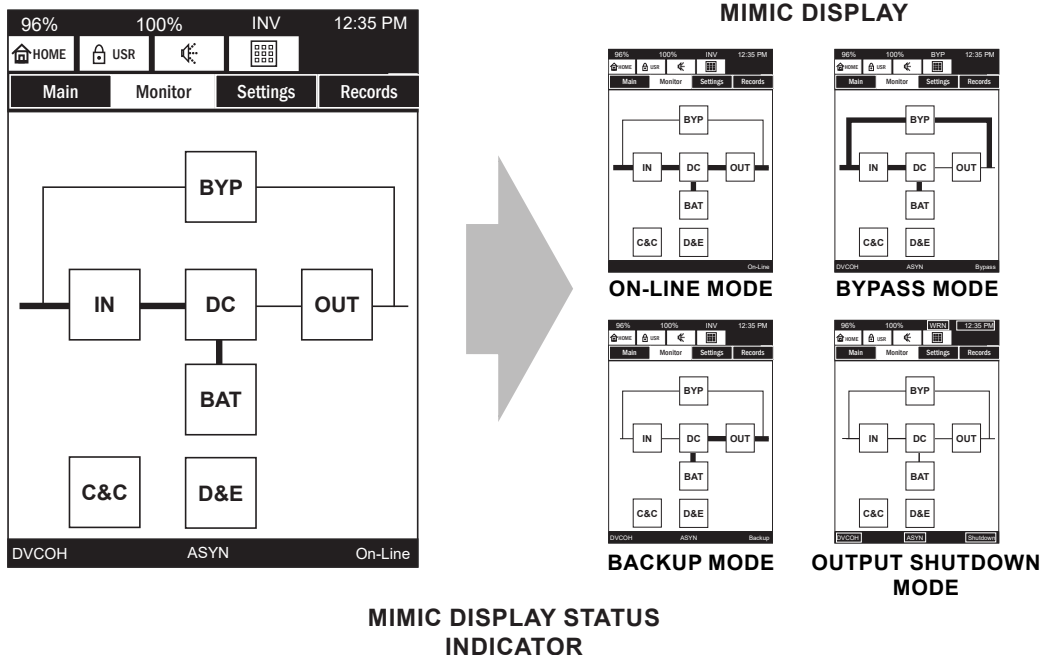 96% 100% INV 12:35 PM
HOME USR
Main Monitor Settings Records
BYP
IN DC OUT
BAT
C&C D&E
DVCOH ASYN On-Line
MIMIC DISPLAY
96% 100% INV 12:35 PM
HOME USR
Main Monitor Settings Records
BYP
IN DC OUT
BAT
C&C D&E
On-Line
ON-LINE MODE
96% 100% BYP 12:35 PM
HOME USR
Main Monitor Settings Records
BYP
IN DC OUT
BAT
C&C D&E
DVCOH ASYN Bypass
BYPASS MODE
96% 100% INV 12:35 PM
HOME USR
Main Monitor Settings Records
BYP
IN DC OUT
BAT
C&C D&E
DVCOH ASYN Backup
BACKUP MODE
96% 100% WRN 12:35 PM
HOME USR
Main Monitor Settings Records
BYP
IN DC OUT
BAT
C&C D&E
DVCOH ASYN Shutdown
OUTPUT SHUTDOWN
MODE
MIMIC DISPLAY STATUS
INDICATOR